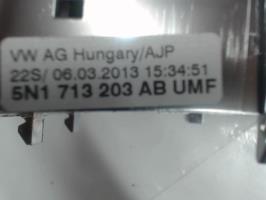 VW AG Hungary/AJP
22S/ 06.03.2013 15:34:51
5N1 713 203 AB UMF